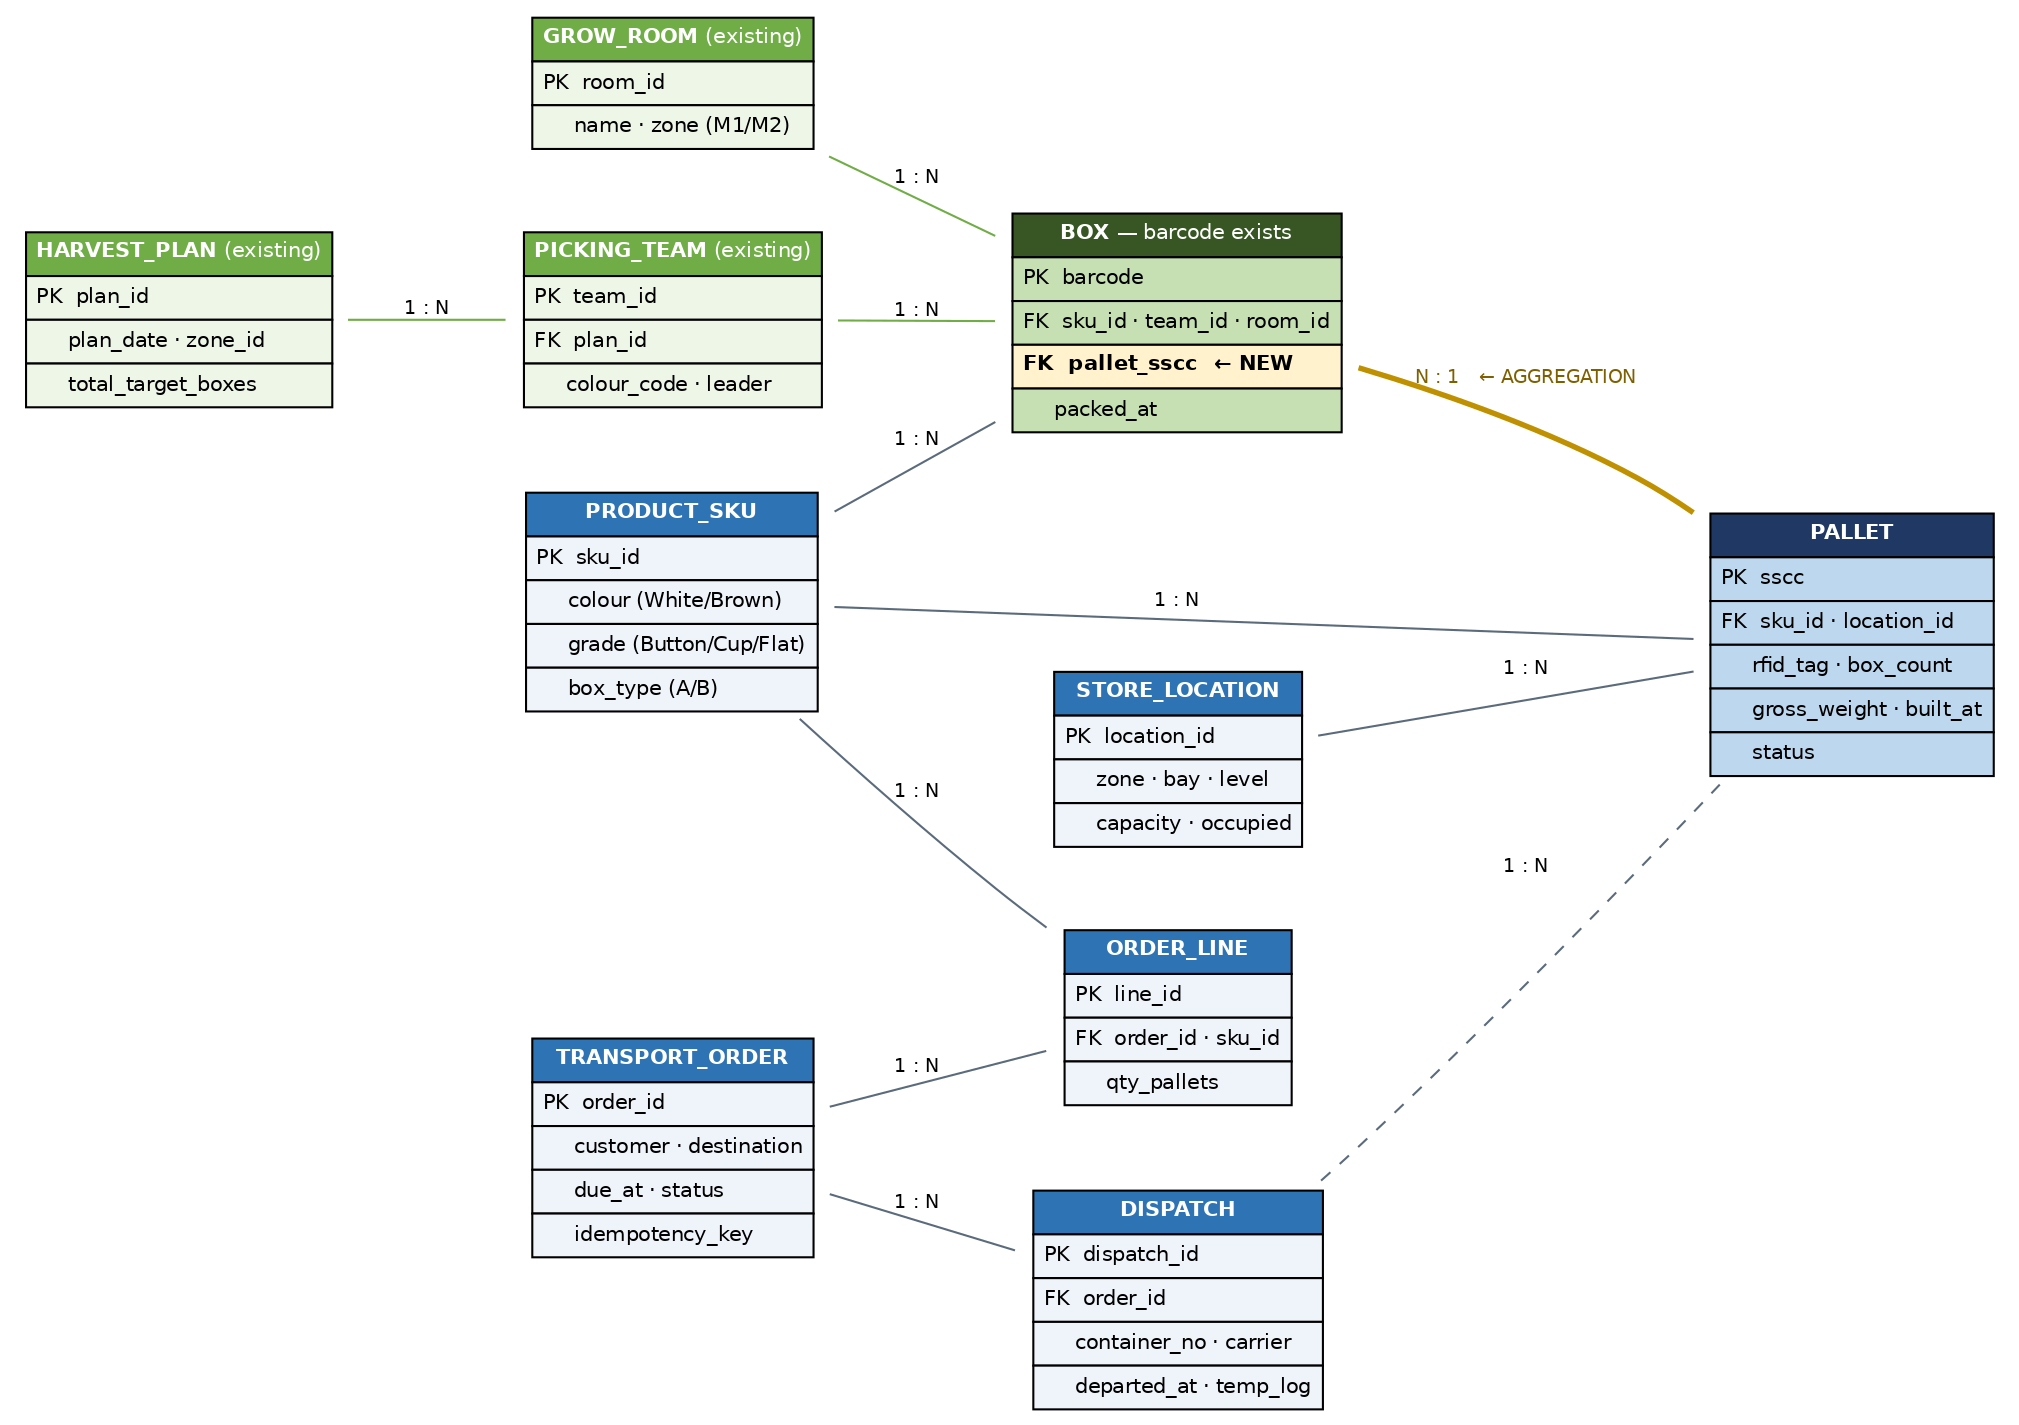 GROW_ROOM (existing)
PK room_id
name · zone (M1/M2)
1 : N
HARVEST_PLAN (existing)
PK plan_id
plan_date · zone_id
total_target_boxes
1 : N
PICKING_TEAM (existing)
PK team_id
FK plan_id
colour_code · leader
1 : N
BOX — barcode exists
PK barcode
FK sku_id · team_id · room_id
FK pallet_sscc ← NEW
packed_at
N : 1 ← AGGREGATION
1 : N
PRODUCT_SKU
PK sku_id
colour (White/Brown)
grade (Button/Cup/Flat)
box_type (A/B)
1 : N
PALLET
PK sscc
FK sku_id · location_id
rfid_tag · box_count
gross_weight · built_at
status
1 : N
STORE_LOCATION
PK location_id
zone · bay · level
capacity · occupied
1 : N
1 : N
ORDER_LINE
PK line_id
FK order_id · sku_id
qty_pallets
TRANSPORT_ORDER
PK order_id
customer · destination
due_at · status
idempotency_key
1 : N
1 : N
DISPATCH
PK dispatch_id
FK order_id
container_no · carrier
departed_at · temp_log